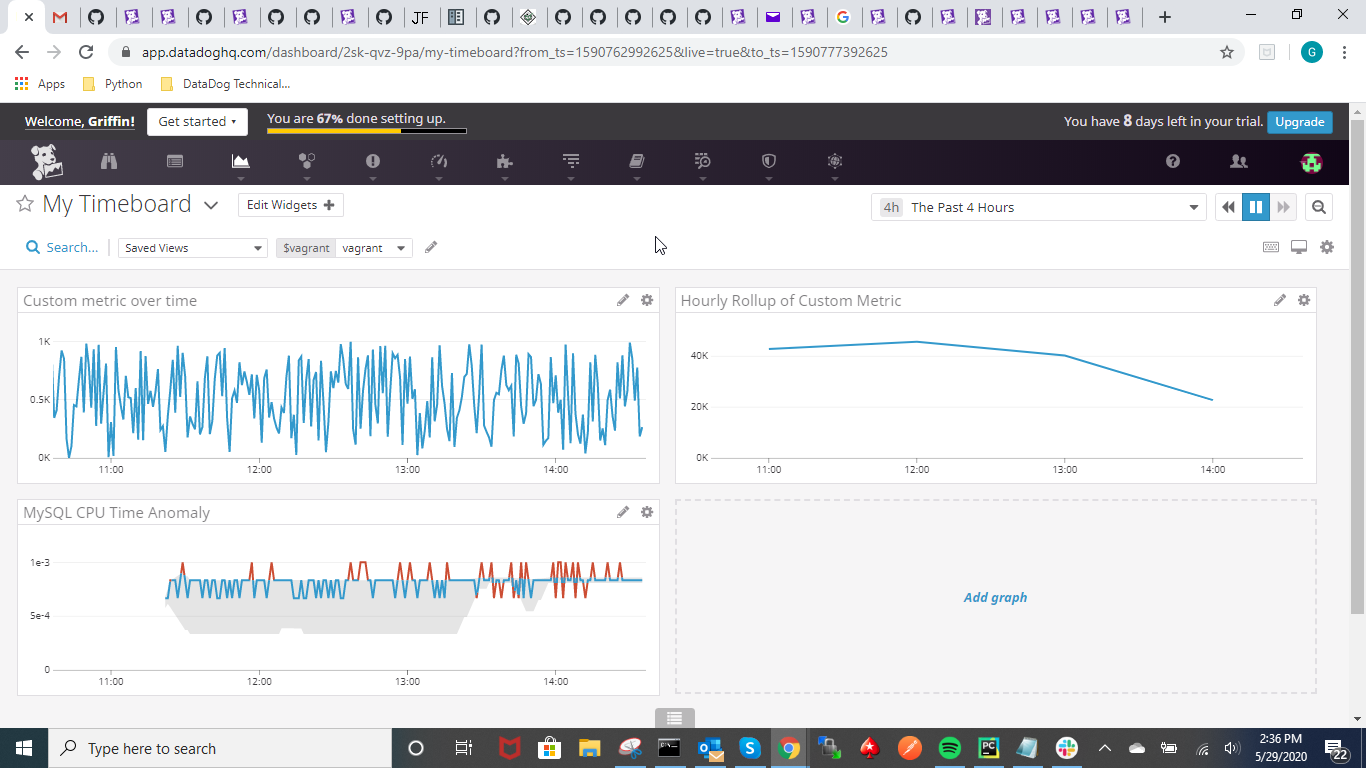 JF
app.datadoghq.com/dashboard/2sk-qvz-9pa/my-timeboard?from_ts=1590762992625&live=true&to_ts=1590777392625
G
Apps Python DataDog Technical...
Welcome, Griffin! Get started You are 67% done setting up. You have 8 days left in your trial. Upgrade
My Timeboard Edit Widgets + 4h The Past 4 Hours
Search... Saved Views $vagrant vagrant
Custom metric over time
1K
0.5K
0K
11:00 12:00 13:00 14:00
Hourly Rollup of Custom Metric
40K
20K
0K
11:00 12:00 13:00 14:00
MySQL CPU Time Anomaly
1e-3
5e-4
0
11:00 12:00 13:00 14:00
Add graph
Type here to search
PC
2:36 PM
5/29/2020
22